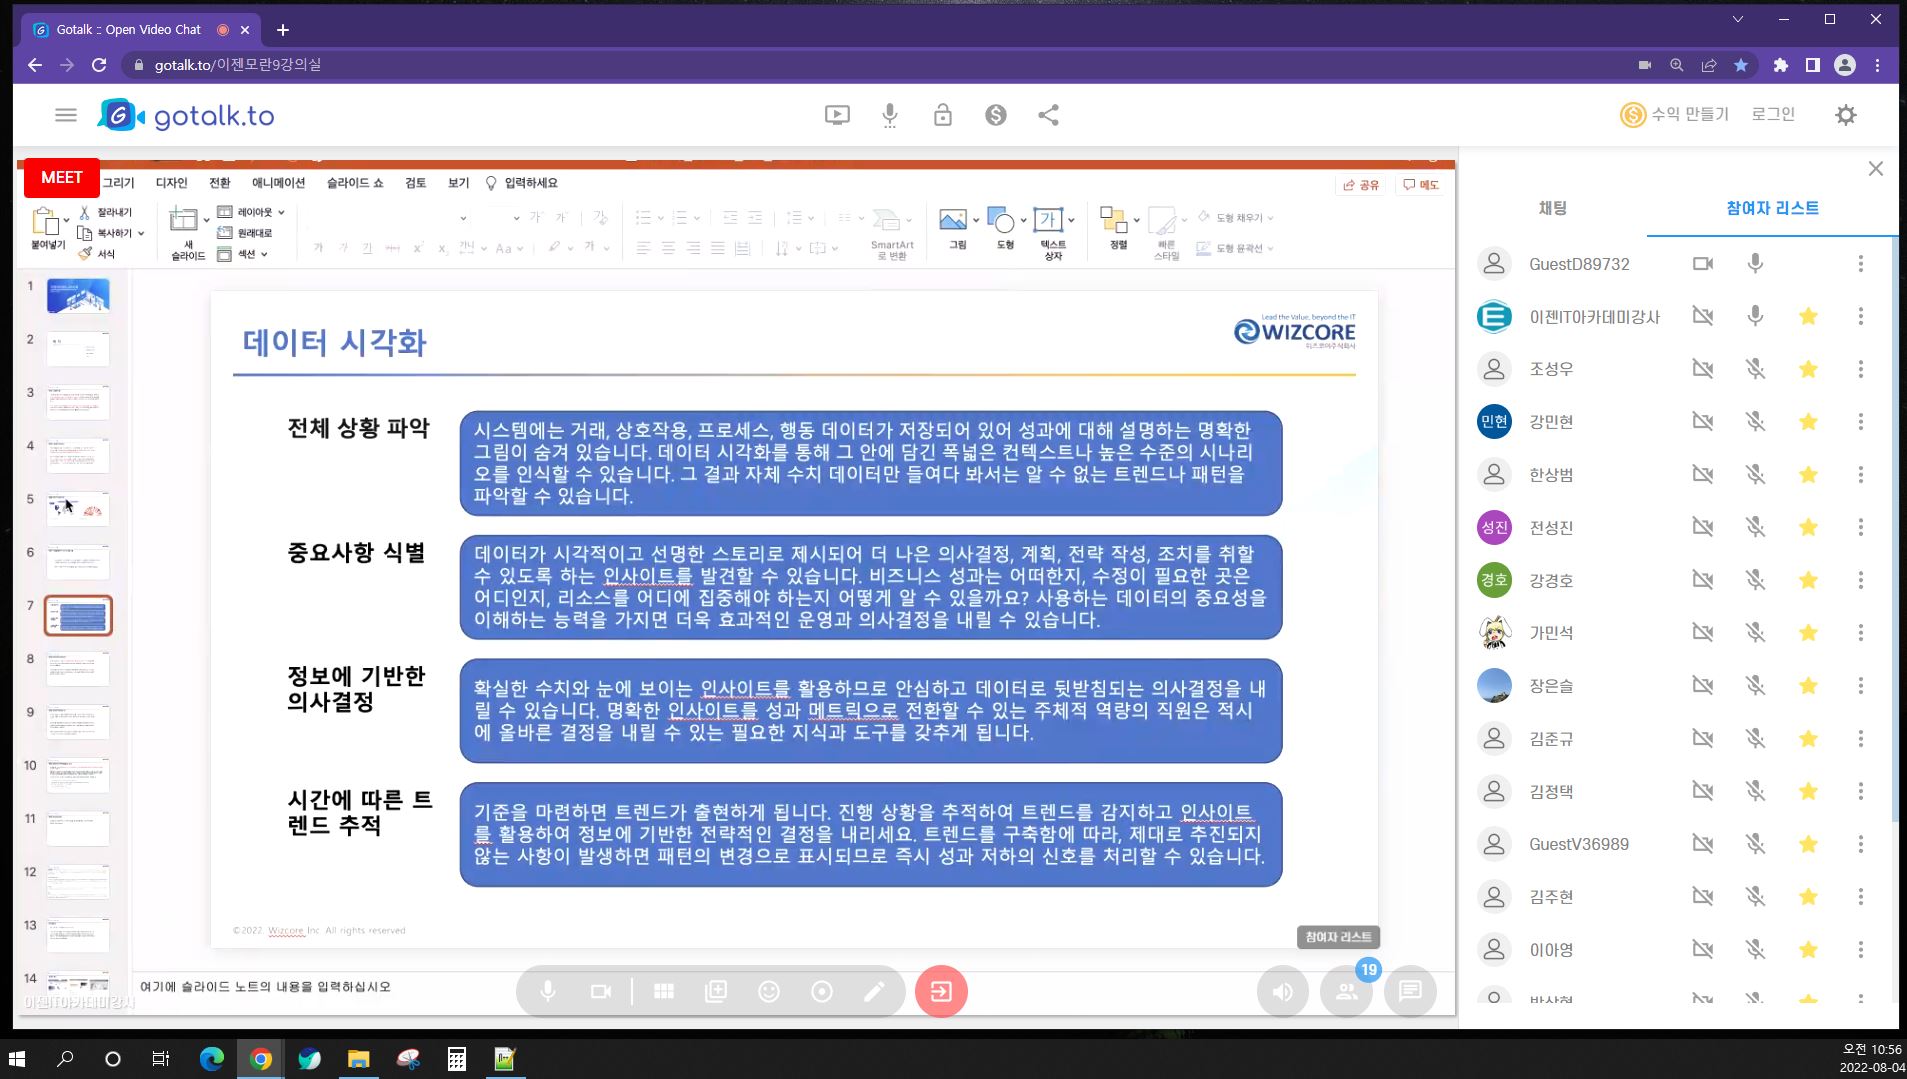 Gotalk :: Open Video Chat
gotalk.to/이젠모란9강의실
gotalk.to
수익 만들기
로그인
MEET
그리기
디자인
전환
애니메이션
슬라이드 쇼
검토
보기
입력하세요
공유
메모
붙여넣기
잘라내기
복사하기
서식
새
슬라이드
레이아웃
원래대로
섹션
SmartArt
로 변환
그림
도형
텍스트
상자
정렬
빠른
스타일
도형 채우기
도형 윤곽선
1
2
3
4
5
6
7
8
9
10
11
12
13
14
데이터 시각화
Lead the Value, beyond the IT
WIZCORE
위즈코어주식회사
전체 상황 파악
시스템에는 거래, 상호작용, 프로세스, 행동 데이터가 저장되어 있어 성과에 대해 설명하는 명확한
그림이 숨겨 있습니다. 데이터 시각화를 통해 그 안에 담긴 폭넓은 컨텍스트나 높은 수준의 시나리
오를 인식할 수 있습니다. 그 결과 자체 수치 데이터만 들여다 봐서는 알 수 없는 트렌드나 패턴을
파악할 수 있습니다.
중요사항 식별
데이터가 시각적이고 선명한 스토리로 제시되어 더 나은 의사결정, 계획, 전략 작성, 조치를 취할
수 있도록 하는 인사이트를 발견할 수 있습니다. 비즈니스 성과는 어떠한지, 수정이 필요한 곳은
어디인지, 리소스를 어디에 집중해야 하는지 어떻게 알 수 있을까요? 사용하는 데이터의 중요성을
이해하는 능력을 가지면 더욱 효과적인 운영과 의사결정을 내릴 수 있습니다.
정보에 기반한
의사결정
확실한 수치와 눈에 보이는 인사이트를 활용하므로 안심하고 데이터로 뒷받침되는 의사결정을 내
릴 수 있습니다. 명확한 인사이트를 성과 메트릭으로 전환할 수 있는 주체적 역량의 직원은 적시
에 올바른 결정을 내릴 수 있는 필요한 지식과 도구를 갖추게 됩니다.
시간에 따른 트
렌드 추적
기준을 마련하면 트렌드가 출현하게 됩니다. 진행 상황을 추적하여 트렌드를 감지하고 인사이트
를 활용하여 정보에 기반한 전략적인 결정을 내리세요. 트렌드를 구축함에 따라, 제대로 추진되지
않는 사항이 발생하면 패턴의 변경으로 표시되므로 즉시 성과 저하의 신호를 처리할 수 있습니다.
©2022. Wizcore Inc. All rights reserved
참여자 리스트
여기에 슬라이드 노트의 내용을 입력하십시오
이젠IT아카데미강사
19
채팅
참여자 리스트
GuestD89732
이젠IT아카데미강사
조성우
민현 강민현
한상범
성진 전성진
경호 강경호
가민석
장은슬
김준규
김정택
GuestV36989
김주현
이아영
오전 10:56
2022-08-04